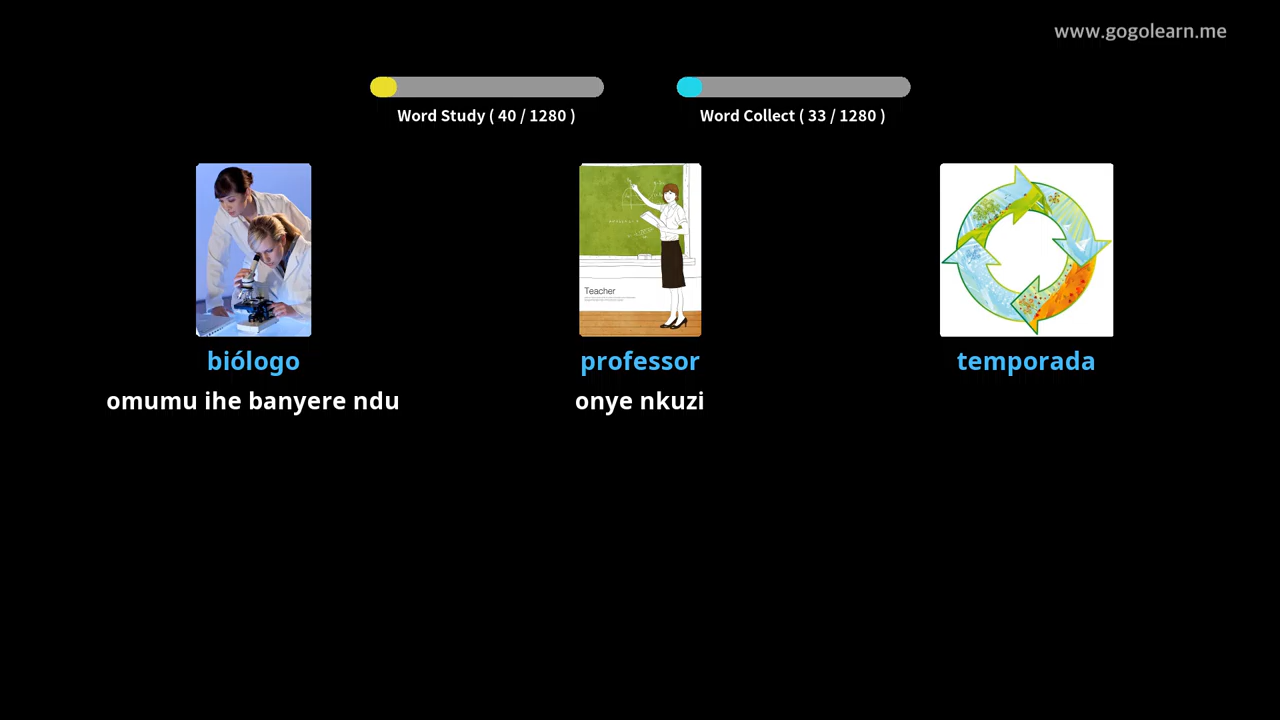 www.gogolearn.me
Word Study ( 40 / 1280 )
Word Collect ( 33 / 1280 )
Teacher
biólogo
professor
temporada
omumu ihe banyere ndu
onye nkuzi